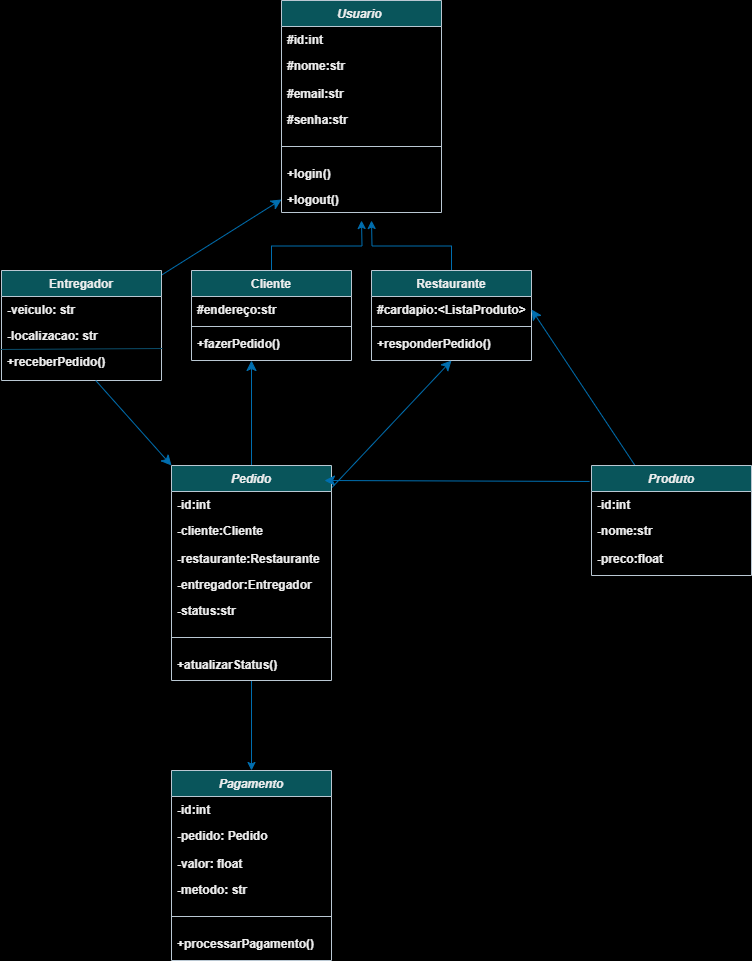 Usuario
#id:int
#nome:str
#email:str
#senha:str
+login()
+logout()
Entregador
-veiculo: str
-localizacao: str
+receberPedido()
Cliente
#endereço:str
+fazerPedido()
Restaurante
#cardapio:<ListaProduto>
+responderPedido()
Pedido
-id:int
-cliente:Cliente
-restaurante:Restaurante
-entregador:Entregador
-status:str
+atualizarStatus()
Produto
-id:int
-nome:str
-preco:float
Pagamento
-id:int
-pedido: Pedido
-valor: float
-metodo: str
+processarPagamento()